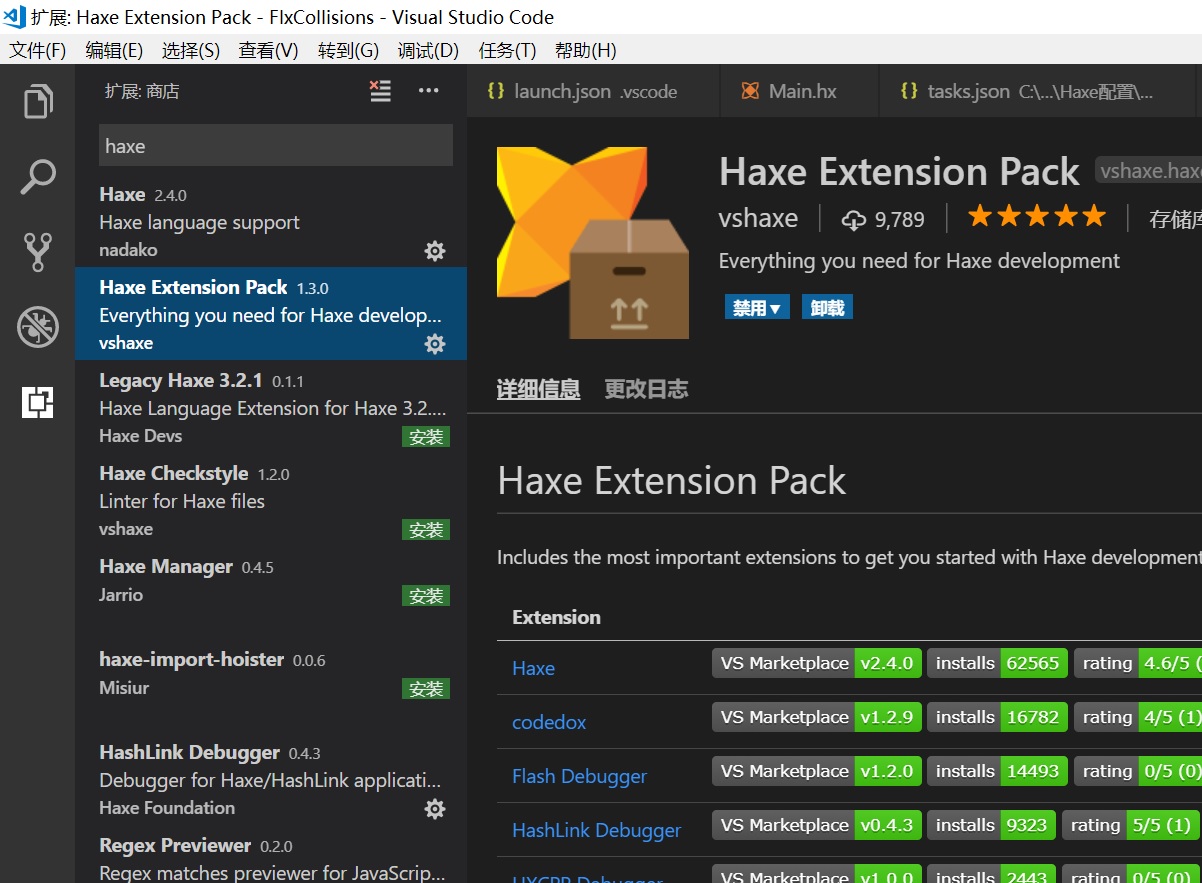 扩展: Haxe Extension Pack - FlxCollisions - Visual Studio Code
文件(F) 编辑(E) 选择(S) 查看(V) 转到(G) 调试(D) 任务(T) 帮助(H)
扩展: 商店
haxe
Haxe 2.4.0
Haxe language support
nadako
Haxe Extension Pack 1.3.0
Everything you need for Haxe develop...
vshaxe
Legacy Haxe 3.2.1 0.1.1
Haxe Language Extension for Haxe 3.2....
Haxe Devs 安装
Haxe Checkstyle 1.2.0
Linter for Haxe files
vshaxe 安装
Haxe Manager 0.4.5
Jarrio 安装
haxe-import-hoister 0.0.6
Misiur 安装
HashLink Debugger 0.4.3
Debugger for Haxe/HashLink applicati...
Haxe Foundation
Regex Previewer 0.2.0
Regex matches previewer for JavaScrip...
{} launch.json .vscode Main.hx {} tasks.json C:\...\Haxe配置\...
Haxe Extension Pack vshaxe.haxe
vshaxe 9,789 存储库
Everything you need for Haxe development
禁用▼ 卸载
详细信息 更改日志
Haxe Extension Pack
Includes the most important extensions to get you started with Haxe development
Extension
Haxe VS Marketplace v2.4.0 installs 62565 rating 4.6/5 (
codedox VS Marketplace v1.2.9 installs 16782 rating 4/5 (1)
Flash Debugger VS Marketplace v1.2.0 installs 14493 rating 0/5 (0)
HashLink Debugger VS Marketplace v0.4.3 installs 9323 rating 5/5 (1)
HXCPP Debugger VS Marketplace v1.0.0 installs 2443 rating 0/5 (0)